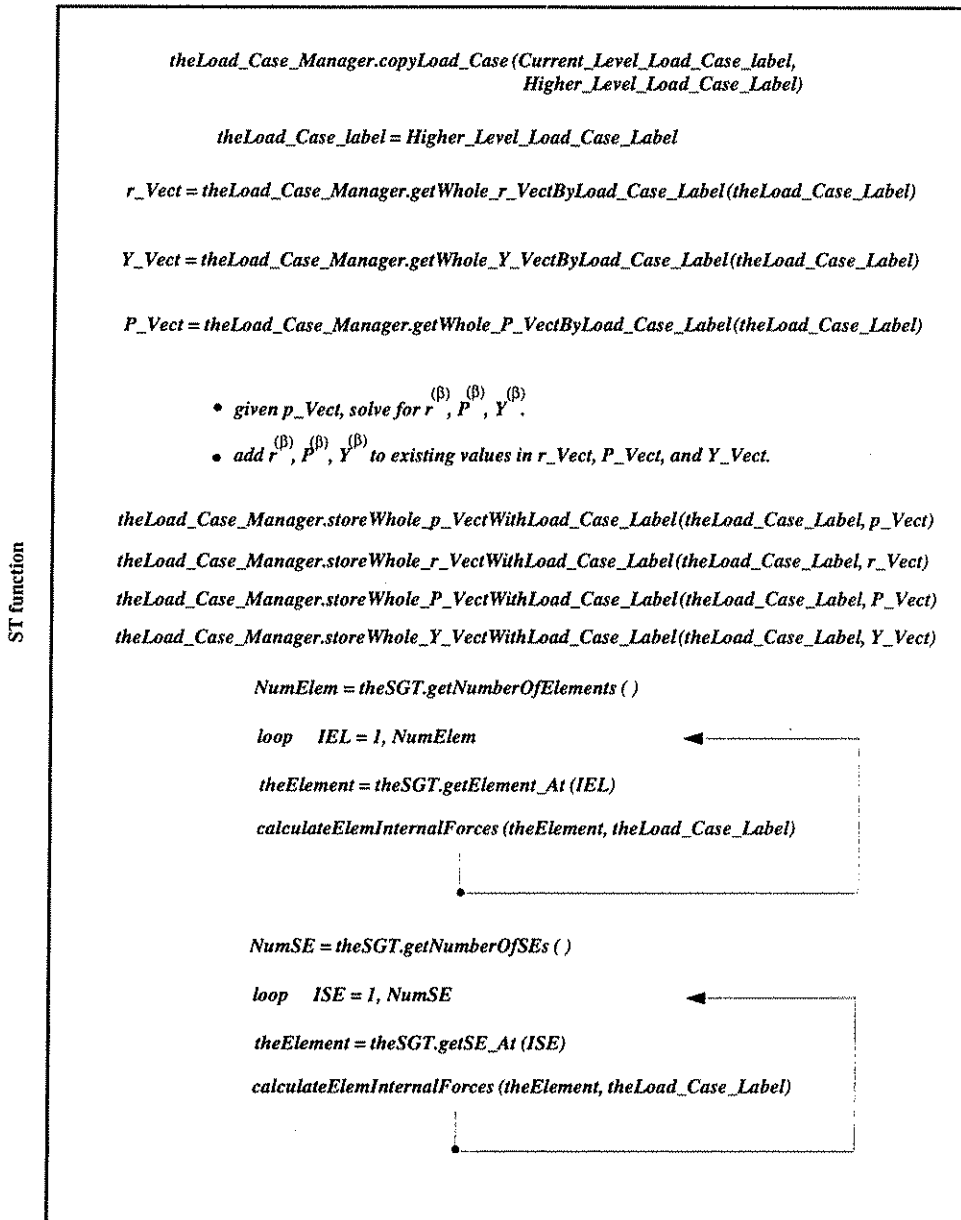 theLoad_Case_Manager.copyLoad_Case (Current_Level_Load_Case_label,
Higher_Level_Load_Case_Label)
theLoad_Case_label = Higher_Level_Load_Case_Label
r_Vect = theLoad_Case_Manager.getWhole_r_VectByLoad_Case_Label(theLoad_Case_Label)
Y_Vect = theLoad_Case_Manager.getWhole_Y_VectByLoad_Case_Label(theLoad_Case_Label)
P_Vect = theLoad_Case_Manager.getWhole_P_VectByLoad_Case_Label(theLoad_Case_Label)
• given p_Vect, solve for r^(β), P^(β), Y^(β).
• add r^(β), P^(β), Y^(β) to existing values in r_Vect, P_Vect, and Y_Vect.
theLoad_Case_Manager.storeWhole_p_VectWithLoad_Case_Label(theLoad_Case_Label, p_Vect)
theLoad_Case_Manager.storeWhole_r_VectWithLoad_Case_Label(theLoad_Case_Label, r_Vect)
theLoad_Case_Manager.storeWhole_P_VectWithLoad_Case_Label(theLoad_Case_Label, P_Vect)
theLoad_Case_Manager.storeWhole_Y_VectWithLoad_Case_Label(theLoad_Case_Label, Y_Vect)
ST function
NumElem = theSGT.getNumberOfElements ( )
loop IEL = 1, NumElem
theElement = theSGT.getElement_At (IEL)
calculateElemInternalForces (theElement, theLoad_Case_Label)
NumSE = theSGT.getNumberOfSEs ( )
loop ISE = 1, NumSE
theElement = theSGT.getSE_At (ISE)
calculateElemInternalForces (theElement, theLoad_Case_Label)